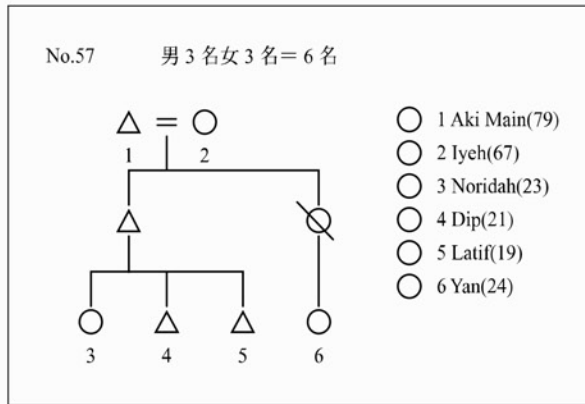 No.57 男 3 名女 3 名＝ 6 名
1 2
3 4 5 6
1 Aki Main(79)
2 Iyeh(67)
3 Noridah(23)
4 Dip(21)
5 Latif(19)
6 Yan(24)